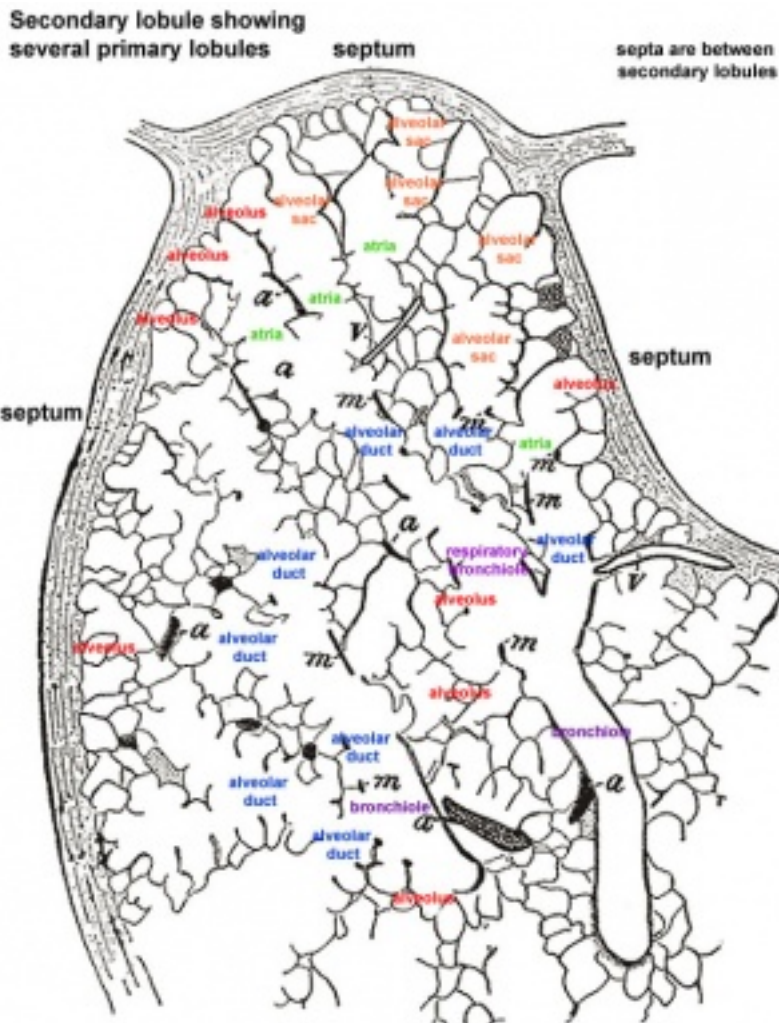 Secondary lobule showing
several primary lobules
septum
septa are between
secondary lobules
alveolar
sac
alveolar
sac
alveolar
sac
alveolus
atria
alveolar
sac
alveolus
a
atria
alveolus
atria
V
alveolar
sac
septum
a
alveolus
septum
m
m
alveolar
duct
alveolar
duct
atria
m
m
a
alveolar
duct
respiratory
bronchiole
alveolar
duct
V
alveolus
a
alveolus
alveolar
duct
m
m
alveolus
bronchiole
alveolar
duct
m
a
alveolar
duct
bronchiole
a
alveolar
duct
alveolus